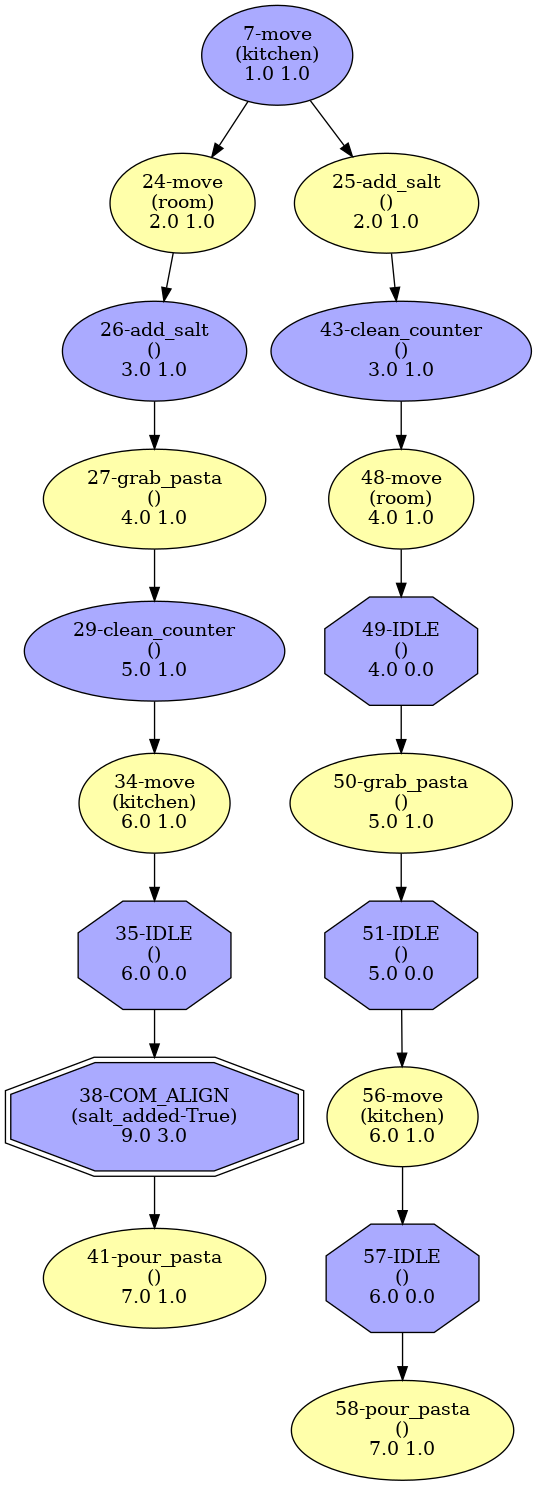 7-move
(kitchen)
1.0 1.0
24-move
(room)
2.0 1.0
25-add_salt
()
2.0 1.0
26-add_salt
()
3.0 1.0
43-clean_counter
()
3.0 1.0
27-grab_pasta
()
4.0 1.0
48-move
(room)
4.0 1.0
29-clean_counter
()
5.0 1.0
49-IDLE
()
4.0 0.0
34-move
(kitchen)
6.0 1.0
50-grab_pasta
()
5.0 1.0
35-IDLE
()
6.0 0.0
51-IDLE
()
5.0 0.0
38-COM_ALIGN
(salt_added-True)
9.0 3.0
56-move
(kitchen)
6.0 1.0
41-pour_pasta
()
7.0 1.0
57-IDLE
()
6.0 0.0
58-pour_pasta
()
7.0 1.0